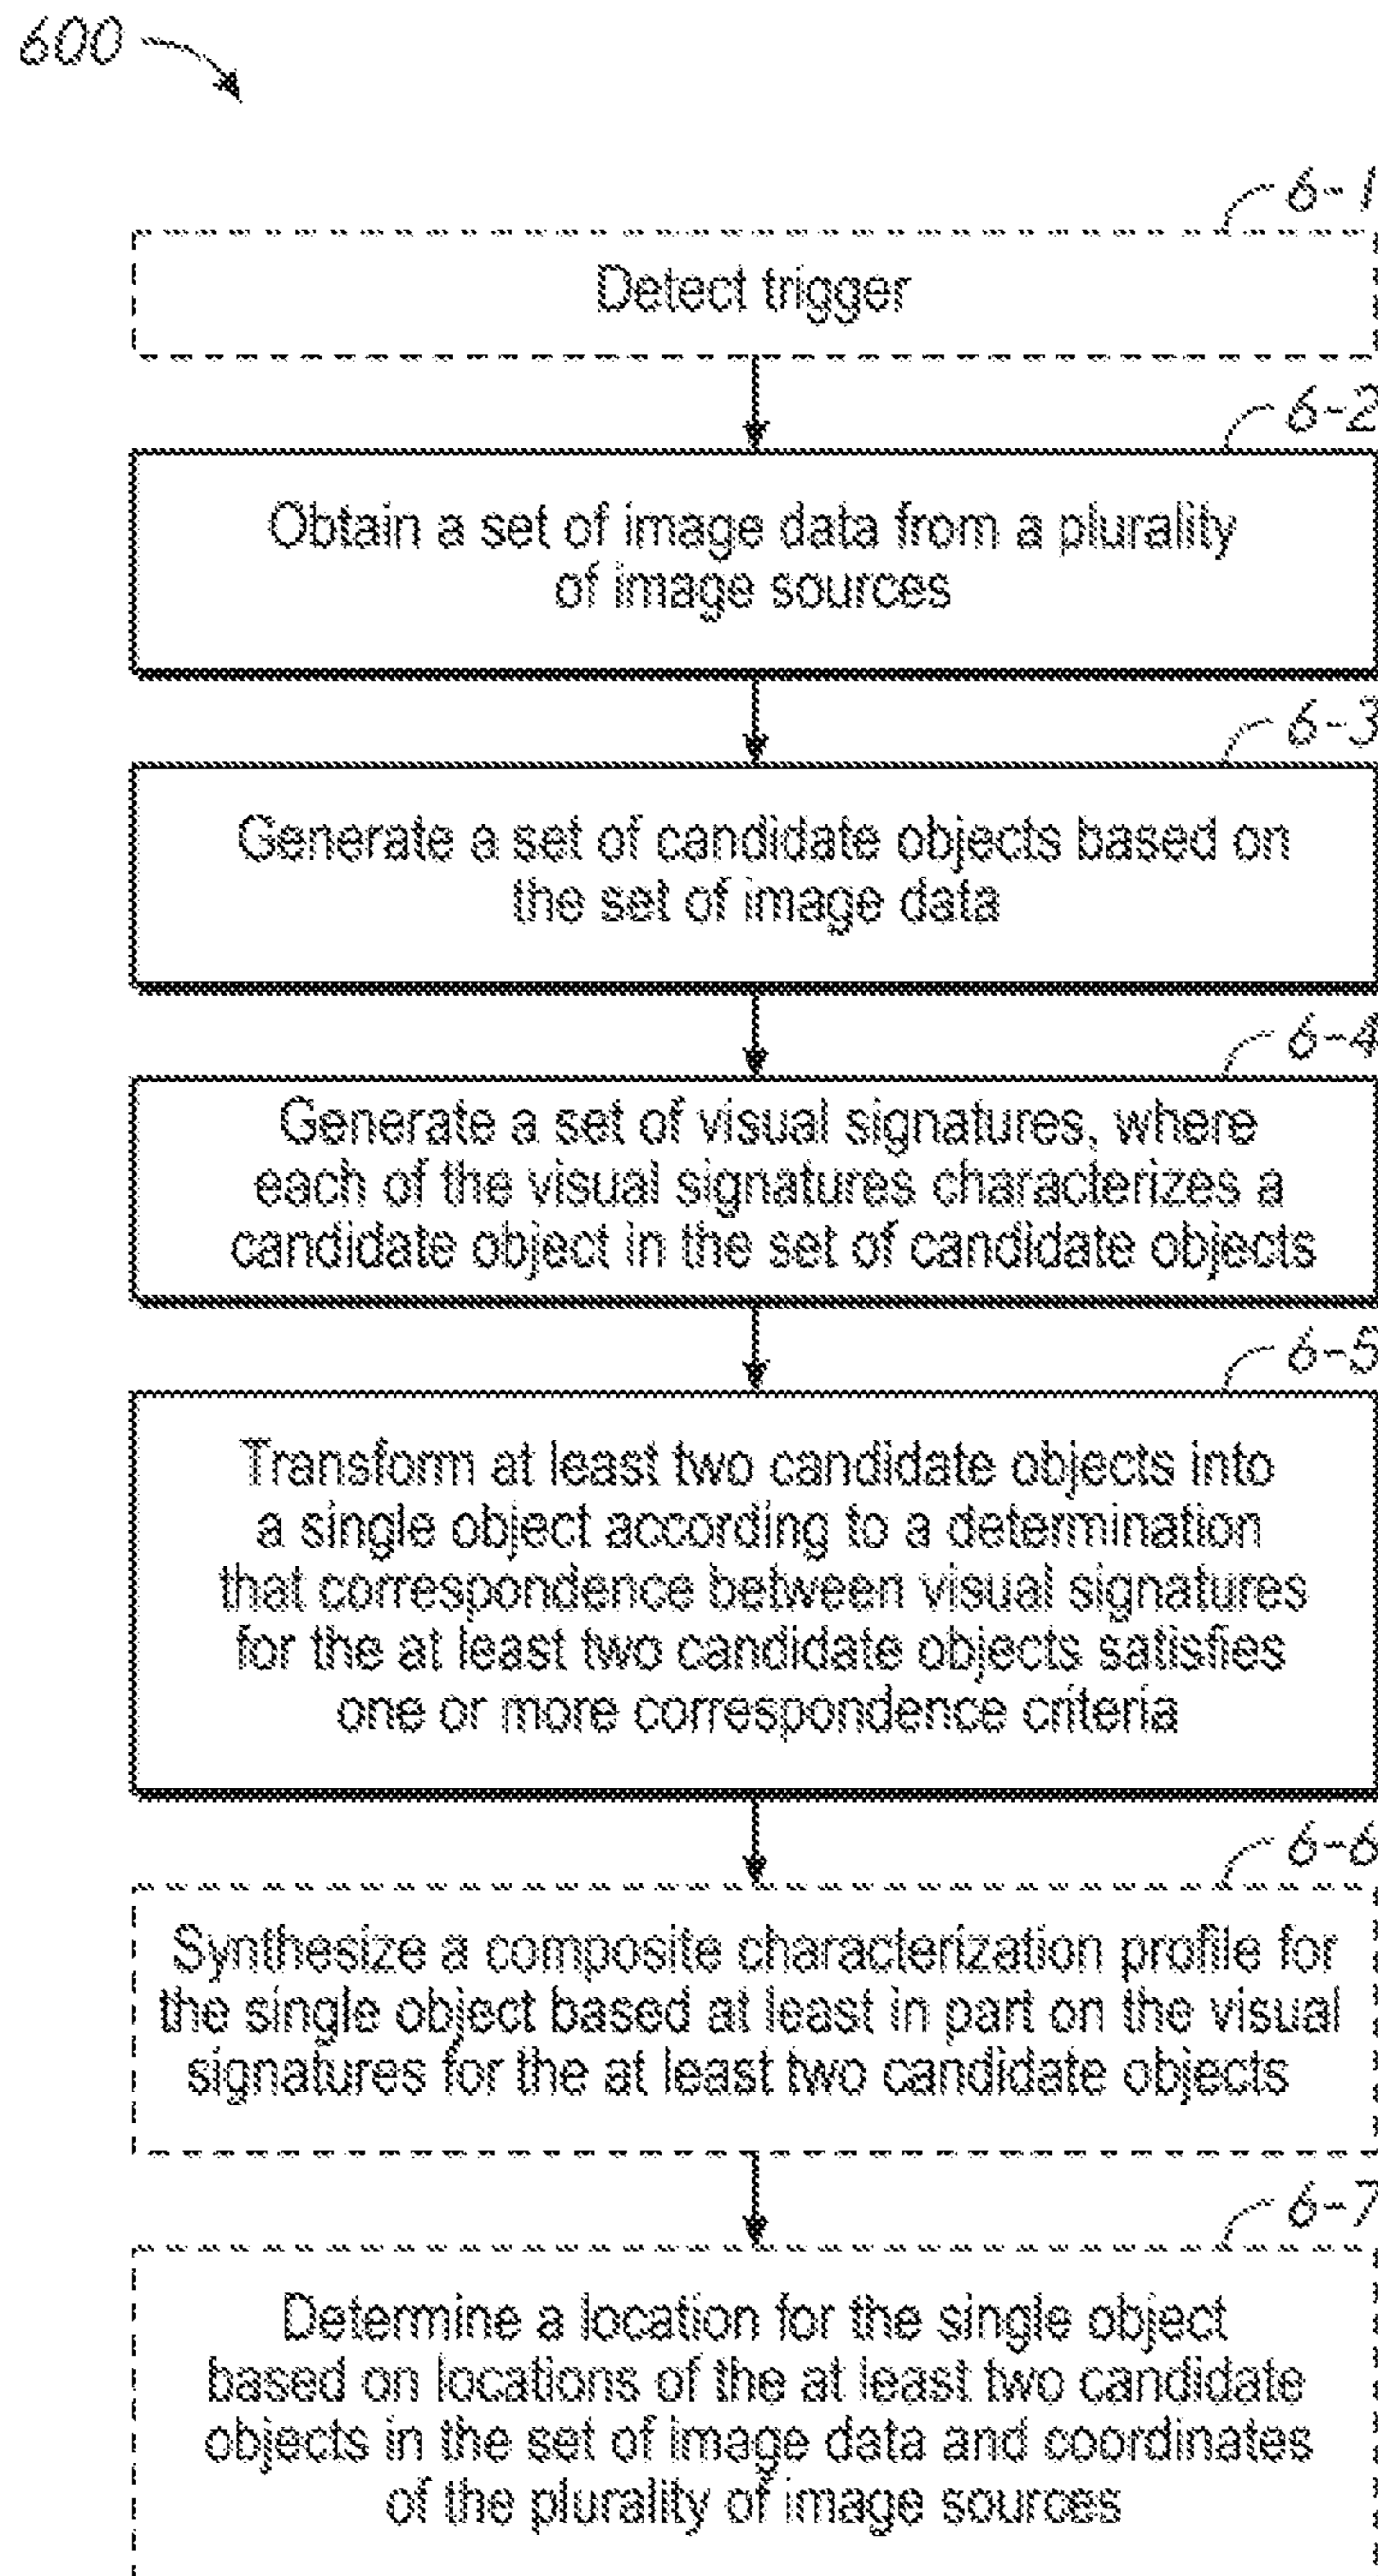 600
6-1
Detect trigger
6-2
Obtain a set of image data from a plurality
of image sources
6-3
Generate a set of candidate objects based on
the set of image data
6-4
Generate a set of visual signatures, where
each of the visual signatures characterizes a
candidate object in the set of candidate objects
6-5
Transform at least two candidate objects into
a single object according to a determination
that correspondence between visual signatures
for the at least two candidate objects satisfies
one or more correspondence criteria
6-6
Synthesize a composite characterization profile for
the single object based at least in part on the visual
signatures for the at least two candidate objects
6-7
Determine a location for the single object
based on locations of the at least two candidate
objects in the set of image data and coordinates
of the plurality of image sources